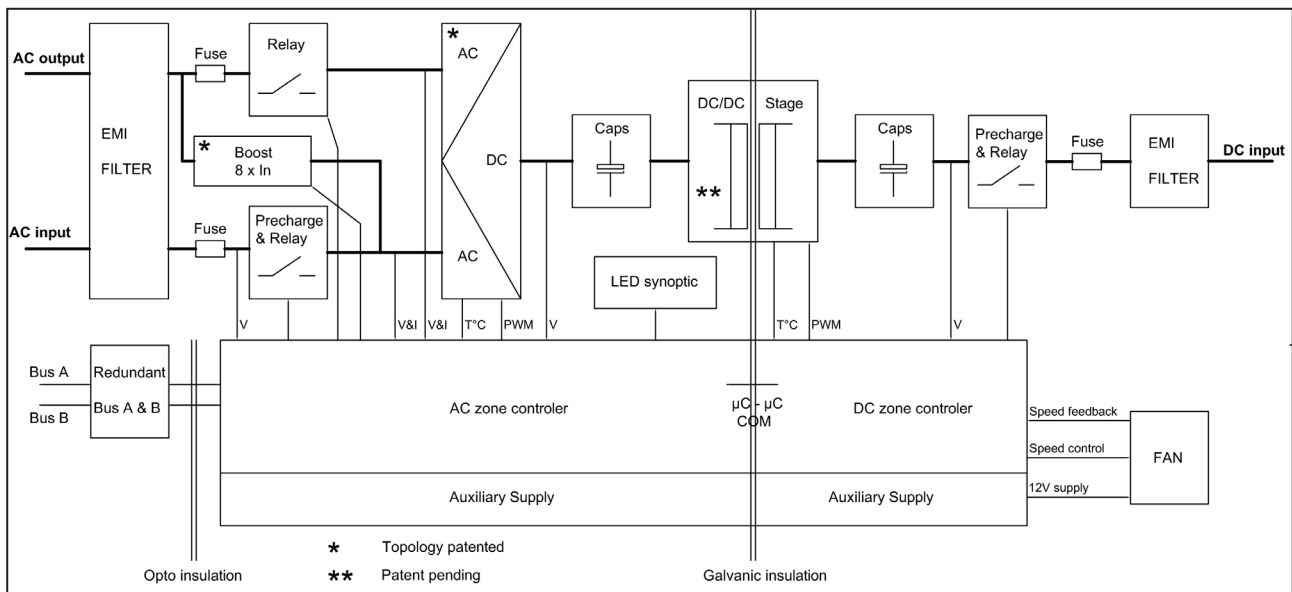 AC output
Fuse
Relay
*
AC
EMI
FILTER
*
Boost
8 x In
DC
Caps
DC/DC
Stage
**
Caps
Precharge
& Relay
Fuse
EMI
FILTER
DC input
AC input
Fuse
Precharge
& Relay
AC
LED synoptic
V
V&I
V&I
T°C
PWM
V
T°C
PWM
V
Bus A
Bus B
Redundant
Bus A & B
AC zone controler
µC - µC
COM
DC zone controler
Speed feedback
Speed control
12V supply
FAN
Auxiliary Supply
Auxiliary Supply
* Topology patented
** Patent pending
Opto insulation
Galvanic insulation